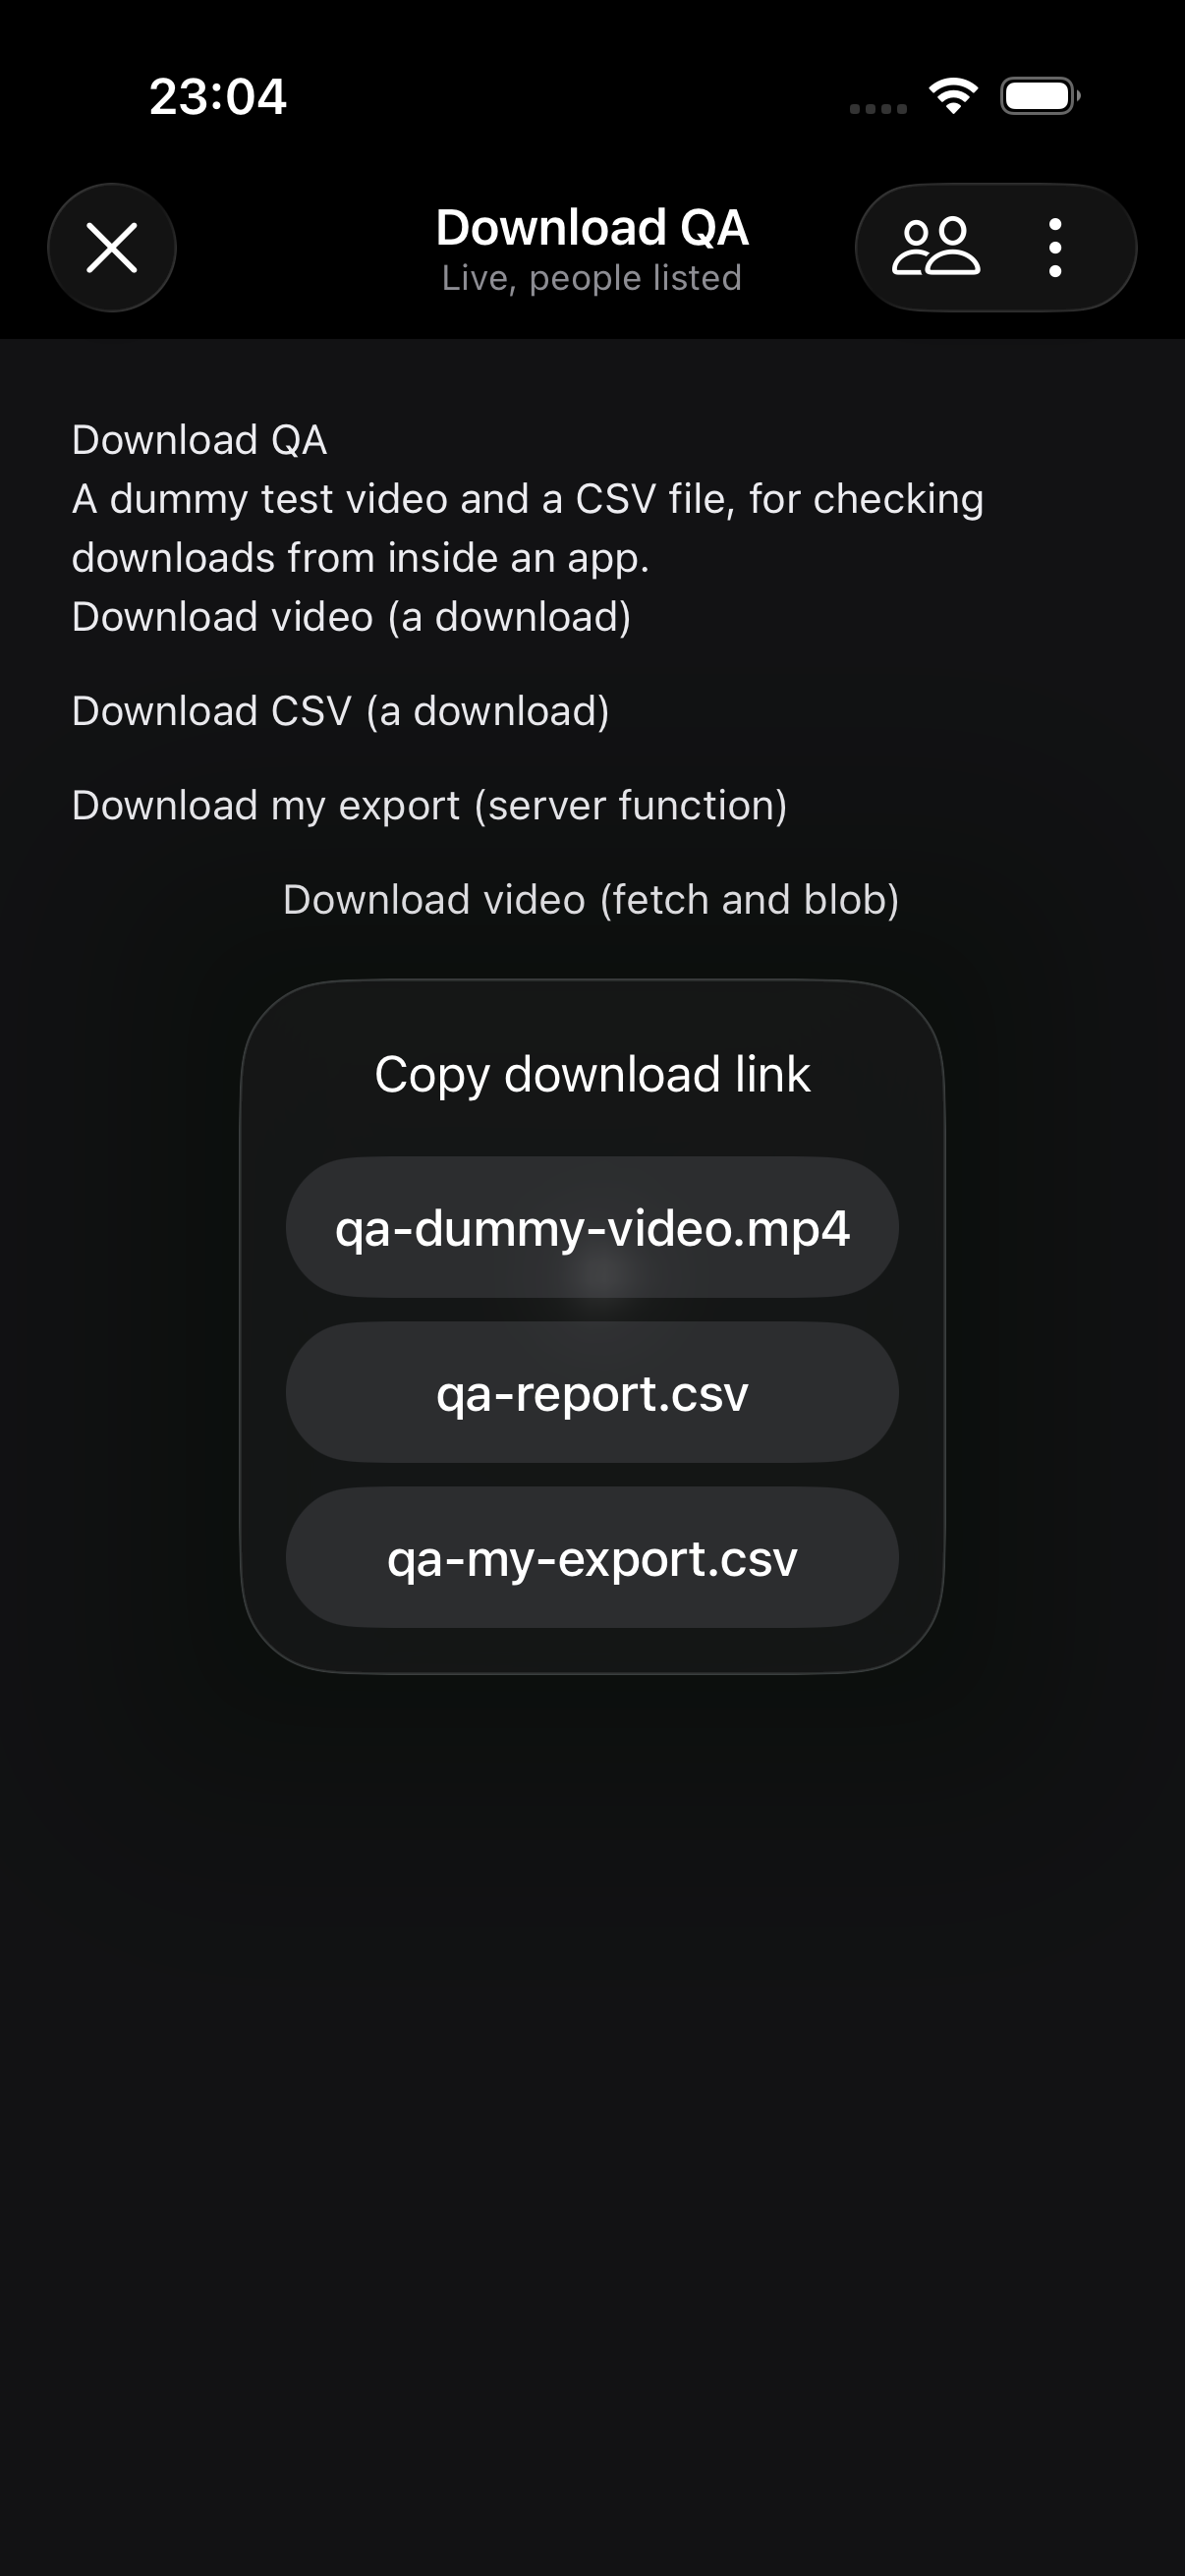 23:04
Download QA
Live, people listed
Download QA
A dummy test video and a CSV file, for checking
downloads from inside an app.
Download video (a download)
Download CSV (a download)
Download my export (server function)
Download video (fetch and blob)
Copy download link
qa-dummy-video.mp4
qa-report.csv
qa-my-export.csv